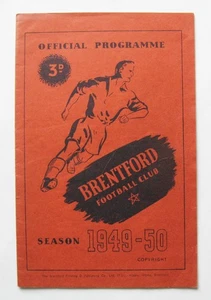 OFFICIAL PROGRAMME
3D
BRENTFORD
FOOTBALL CLUB
SEASON 1949-50
COPYRIGHT